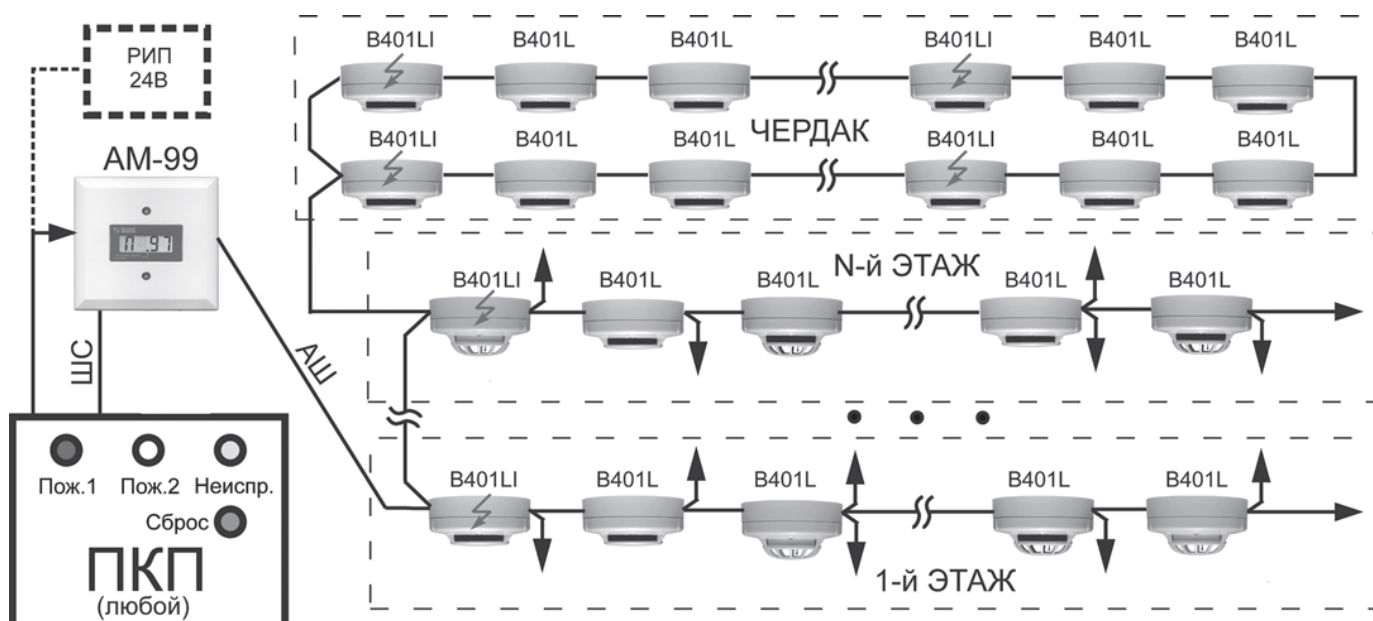 РИП
24В
АМ-99
П .97
ШС
АШ
Пож.1 Пож.2 Неиспр.
Сброс
ПКП
(любой)
B401LI B401L B401L B401LI B401L B401L
ЧЕРДАК
B401LI B401L B401L B401LI B401L B401L
N-й ЭТАЖ
B401LI B401L B401L B401L B401L
B401LI B401L B401L B401L B401L
1-й ЭТАЖ